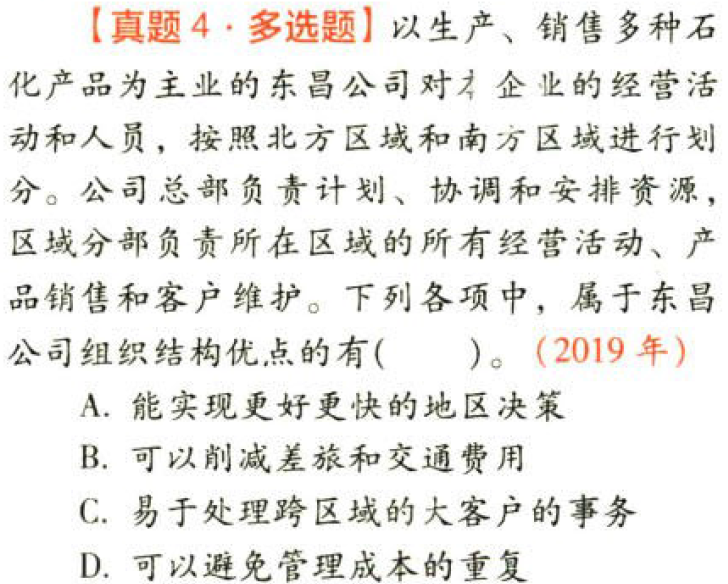 【真题4·多选题】以生产、销售多种石
化产品为主业的东昌公司对 企业的经营活
动和人员，按照北方区域和南方区域进行划
分。公司总部负责计划、协调和安排资源，
区域分部负责所在区域的所有经营活动、产
品销售和客户维护。下列各项中，属于东昌
公司组织结构优点的有(　　)。(2019年)
A. 能实现更好更快的地区决策
B. 可以削减差旅和交通费用
C. 易于处理跨区域的大客户的事务
D. 可以避免管理成本的重复